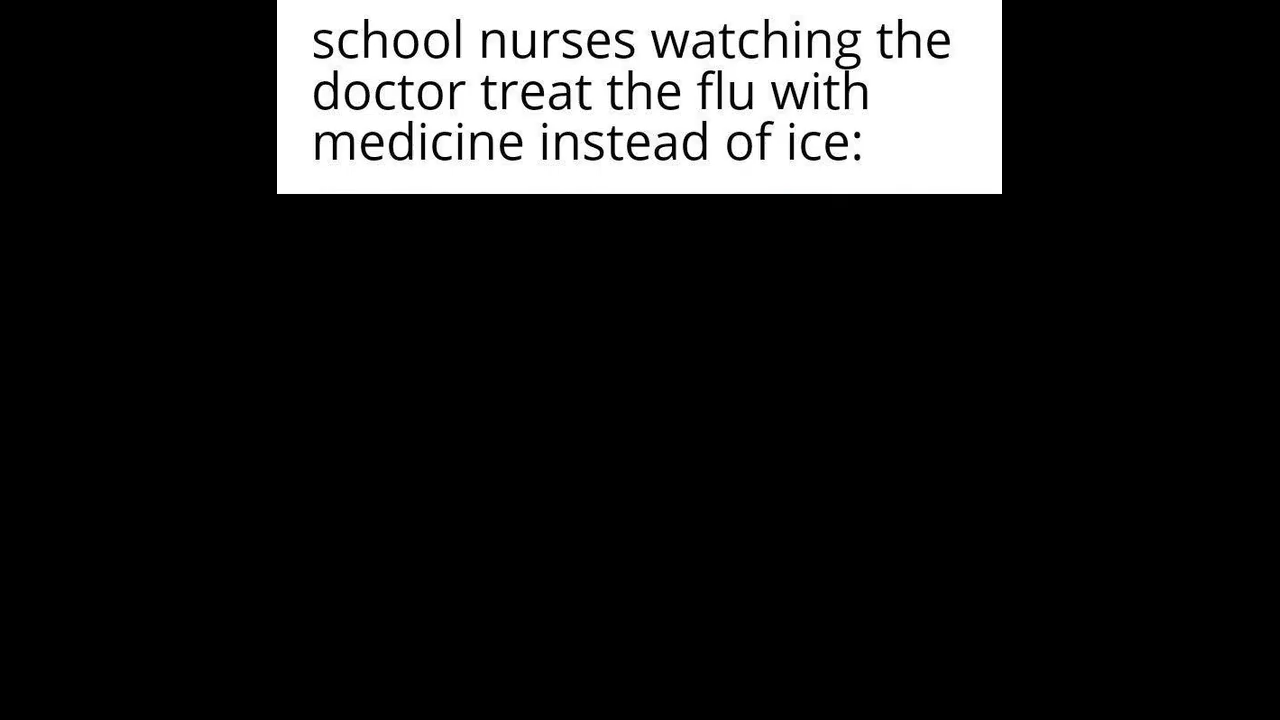 school nurses watching the
doctor treat the flu with
medicine instead of ice: